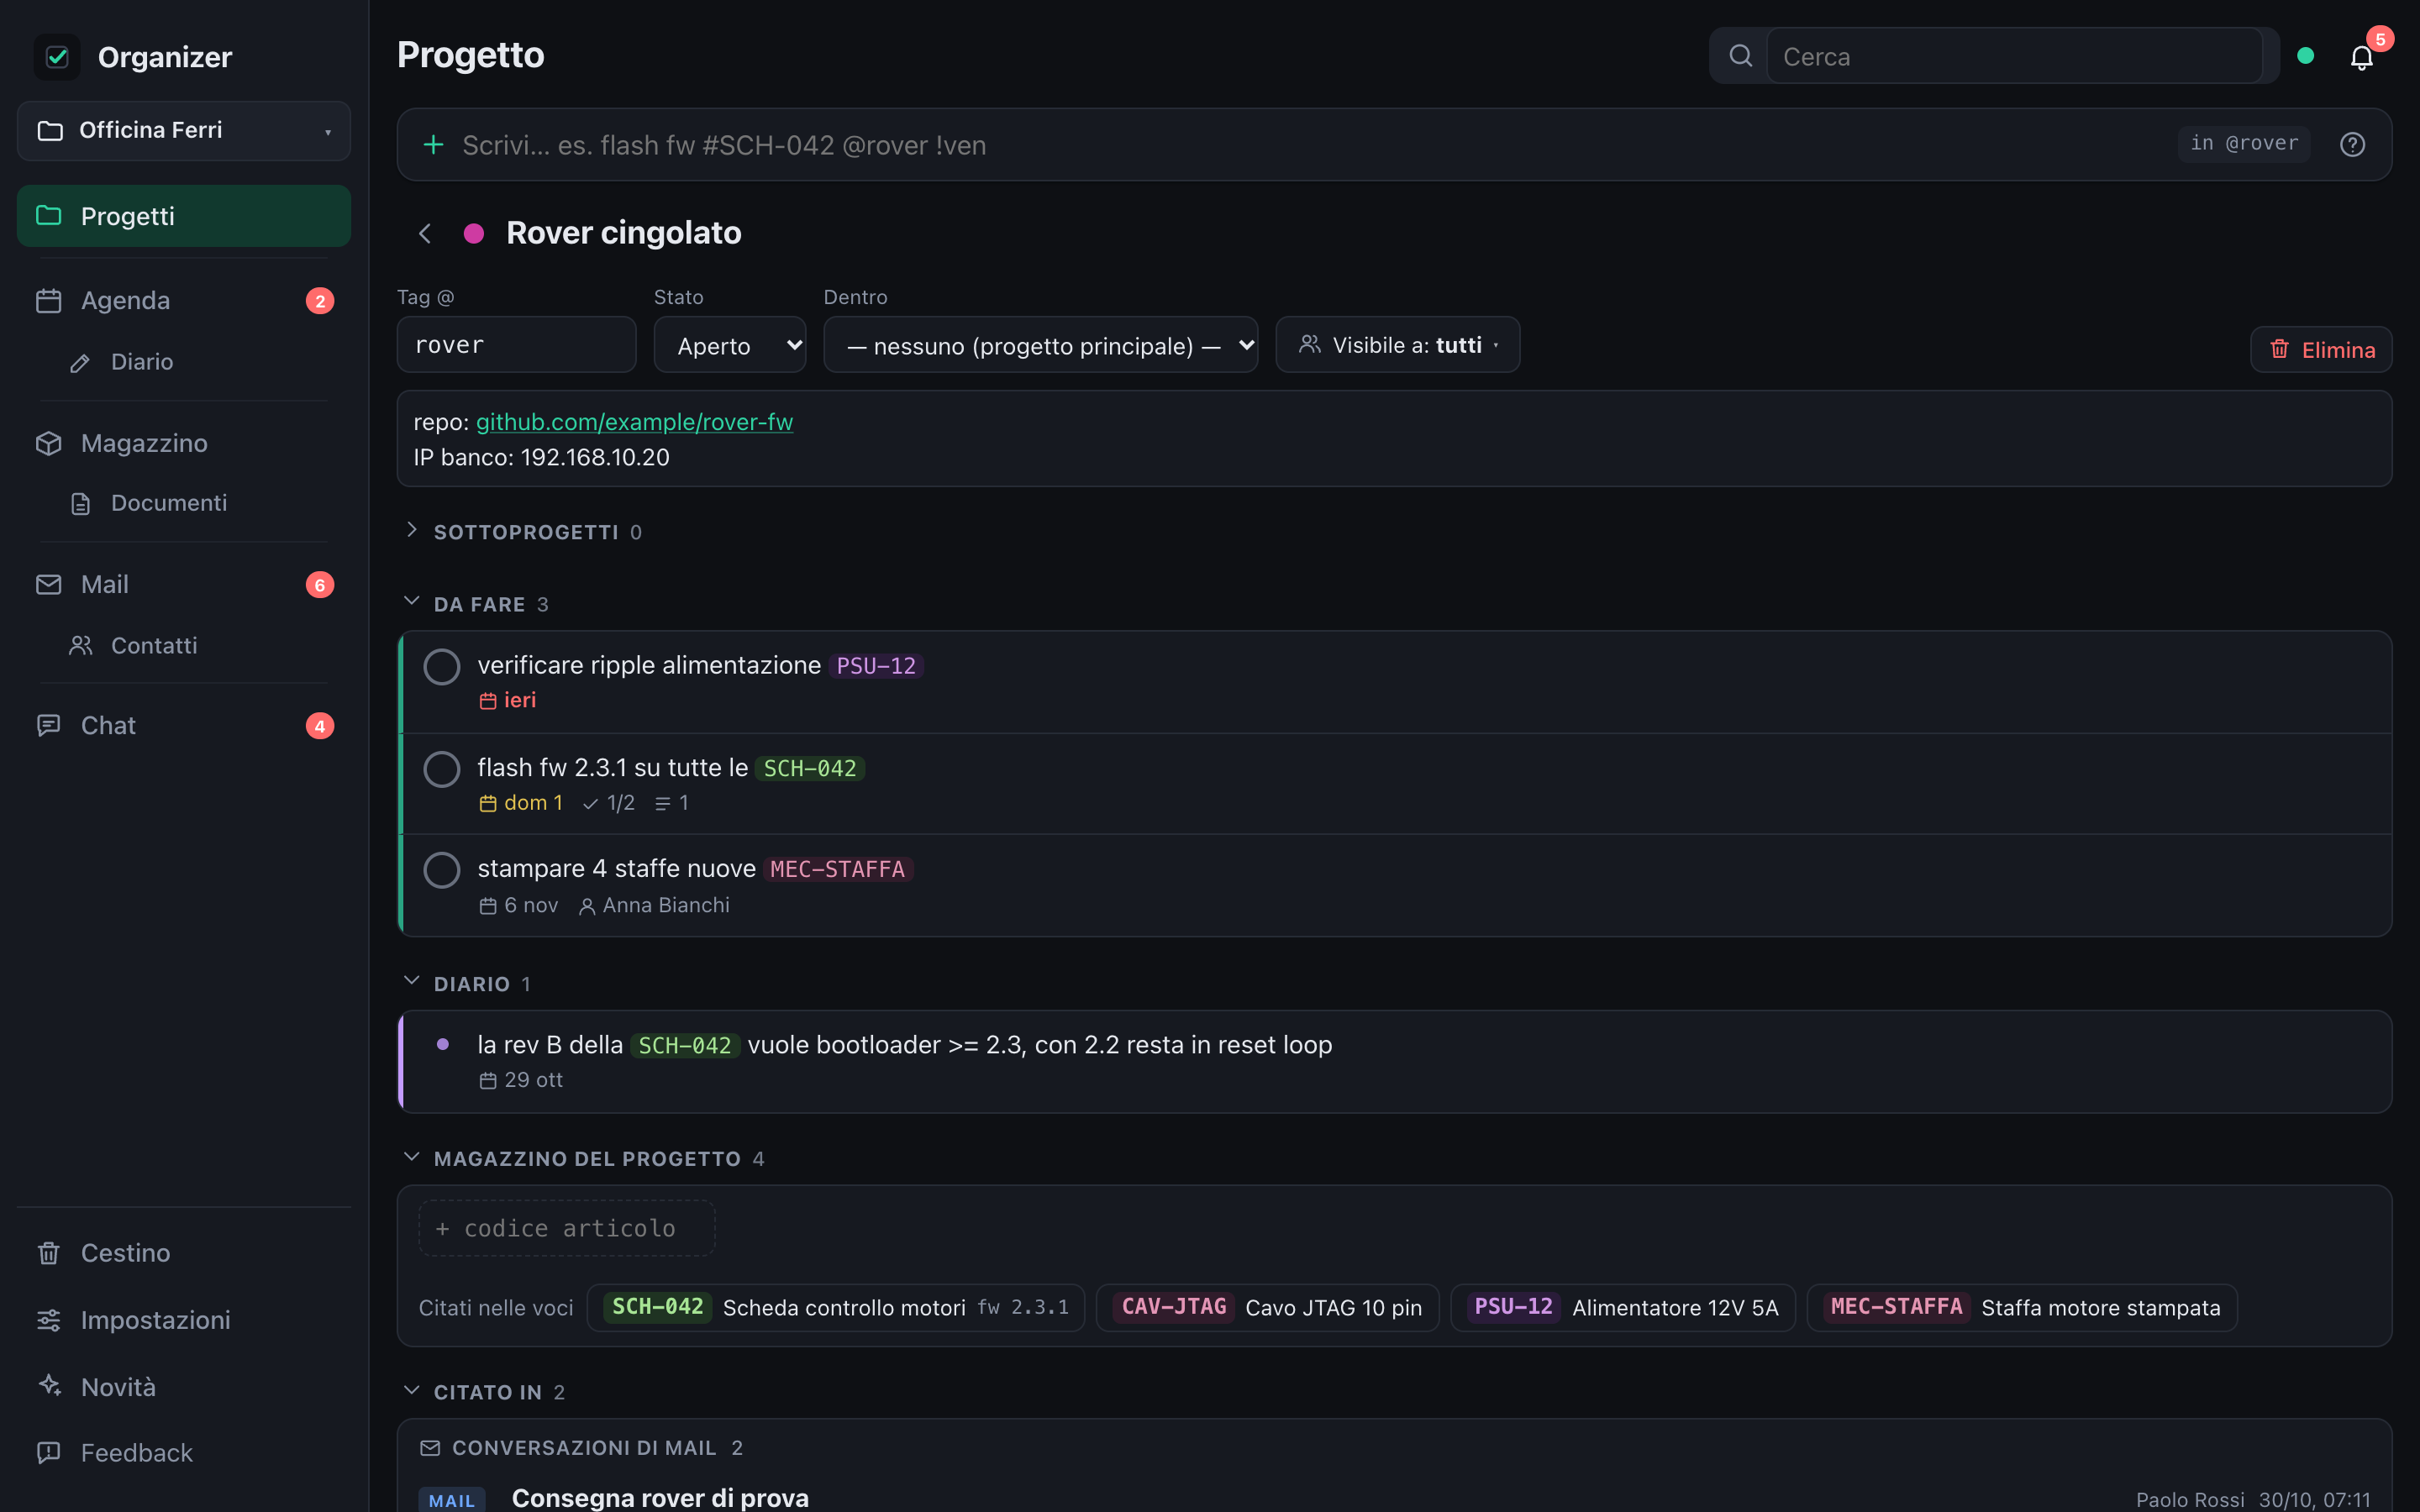 Organizer
Officina Ferri
Progetti
Agenda 2
Diario
Magazzino
Documenti
Mail 6
Contatti
Chat 4
Cestino
Impostazioni
Novità
Feedback
Progetto
Cerca
5
Scrivi... es. flash fw #SCH-042 @rover !ven
in @rover
Rover cingolato
Tag @ Stato Dentro
rover Aperto — nessuno (progetto principale) — Visibile a: tutti Elimina
repo: github.com/example/rover-fw
IP banco: 192.168.10.20
SOTTOPROGETTI 0
DA FARE 3
verificare ripple alimentazione PSU-12
ieri
flash fw 2.3.1 su tutte le SCH-042
dom 1 1/2 1
stampare 4 staffe nuove MEC-STAFFA
6 nov Anna Bianchi
DIARIO 1
la rev B della SCH-042 vuole bootloader >= 2.3, con 2.2 resta in reset loop
29 ott
MAGAZZINO DEL PROGETTO 4
+ codice articolo
Citati nelle voci SCH-042 Scheda controllo motori fw 2.3.1 CAV-JTAG Cavo JTAG 10 pin PSU-12 Alimentatore 12V 5A MEC-STAFFA Staffa motore stampata
CITATO IN 2
CONVERSAZIONI DI MAIL 2
MAIL Consegna rover di prova Paolo Rossi 30/10, 07:11